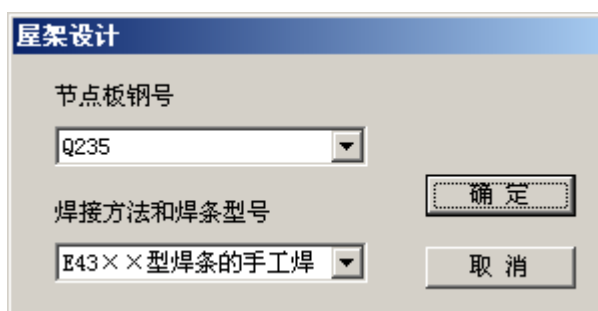 屋架设计
节点板钢号
Q235
确 定
焊接方法和焊条型号
E43××型焊条的手工焊
取 消